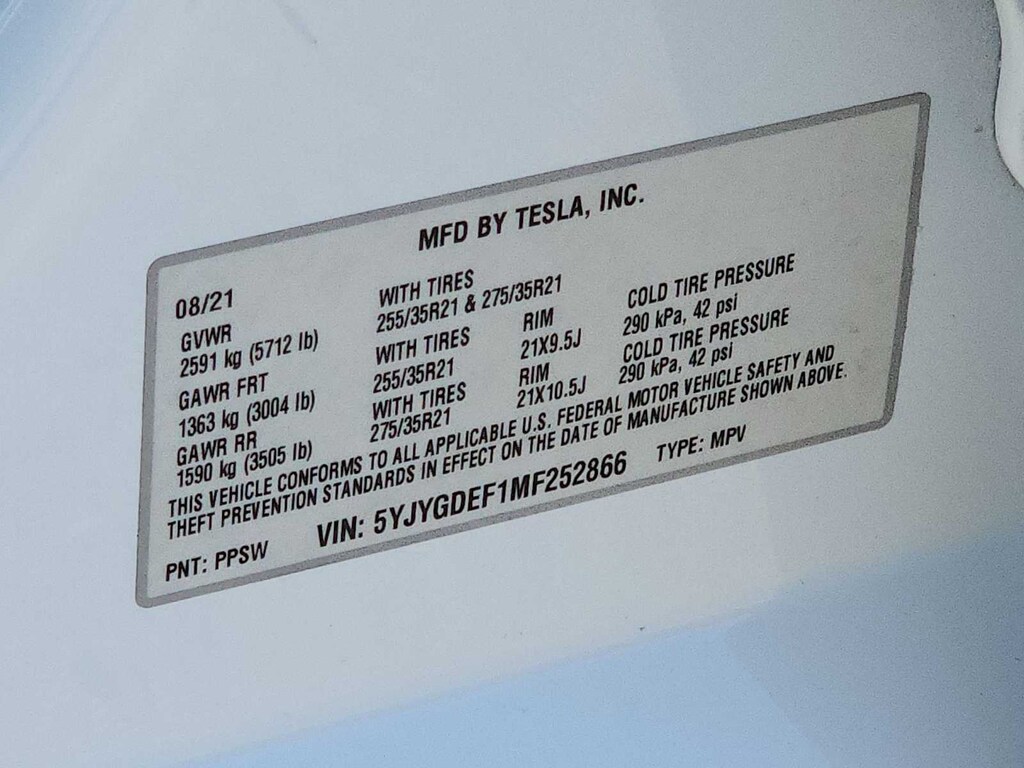 MFD BY TESLA, INC.
08/21
GVWR WITH TIRES
2591 kg (5712 lb) 255/35R21 & 275/35R21
GAWR FRT WITH TIRES RIM COLD TIRE PRESSURE
1363 kg (3004 lb) 255/35R21 21X9.5J 290 kPa, 42 psi
GAWR RR WITH TIRES RIM COLD TIRE PRESSURE
1590 kg (3505 lb) 275/35R21 21X10.5J 290 kPa, 42 psi
THIS VEHICLE CONFORMS TO ALL APPLICABLE U.S. FEDERAL MOTOR VEHICLE SAFETY AND
THEFT PREVENTION STANDARDS IN EFFECT ON THE DATE OF MANUFACTURE SHOWN ABOVE.
PNT: PPSW VIN: 5YJYGDEF1MF252866 TYPE: MPV